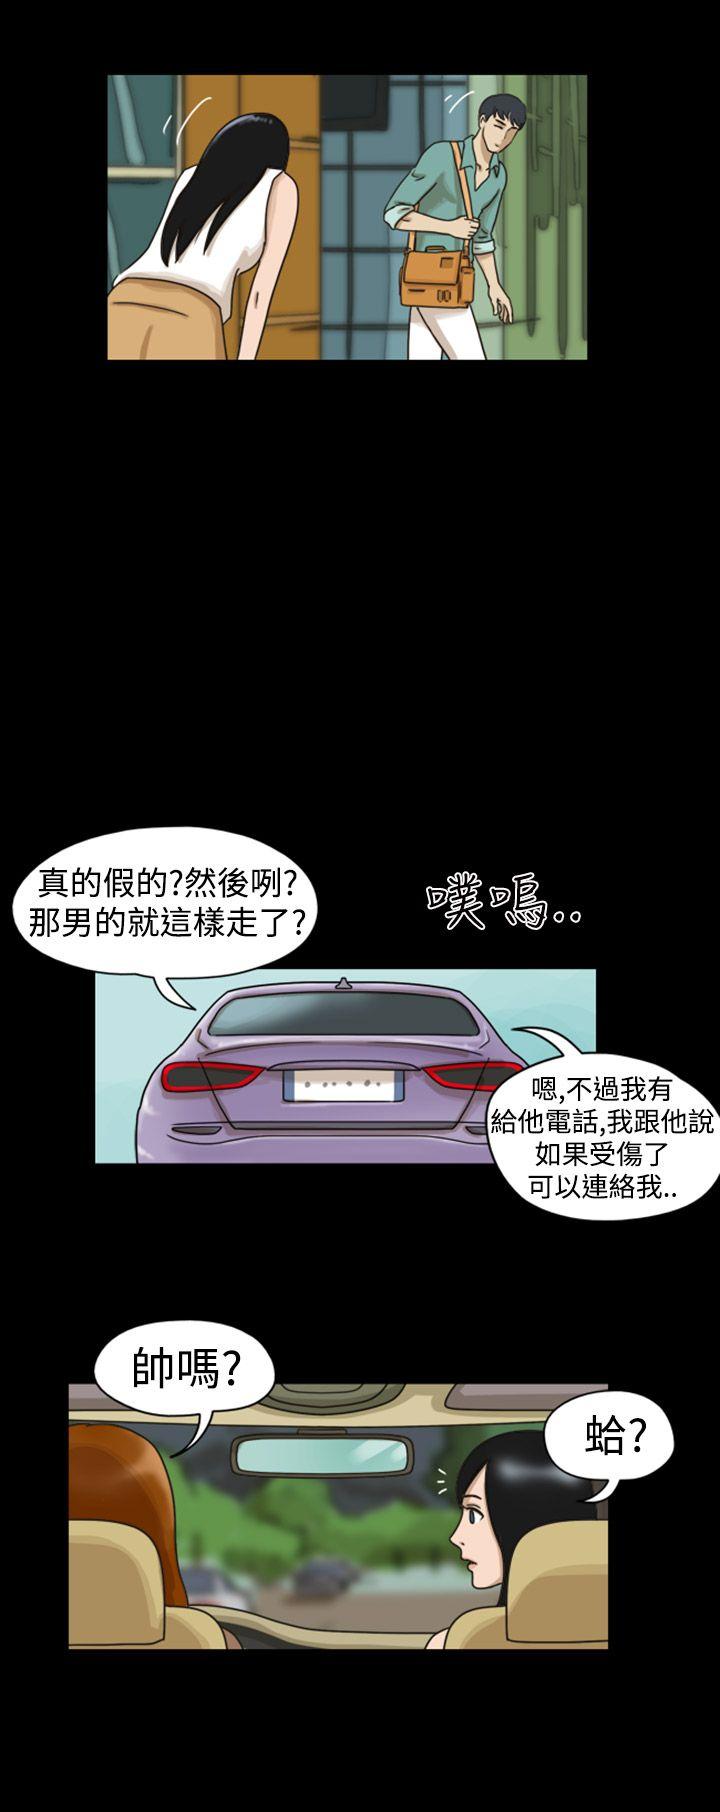 真的假的?然後咧?
那男的就這樣走了?
噗嗚..
嗯,不過我有
給他電話,我跟他說
如果受傷了
可以連絡我..
帥嗎?
蛤?